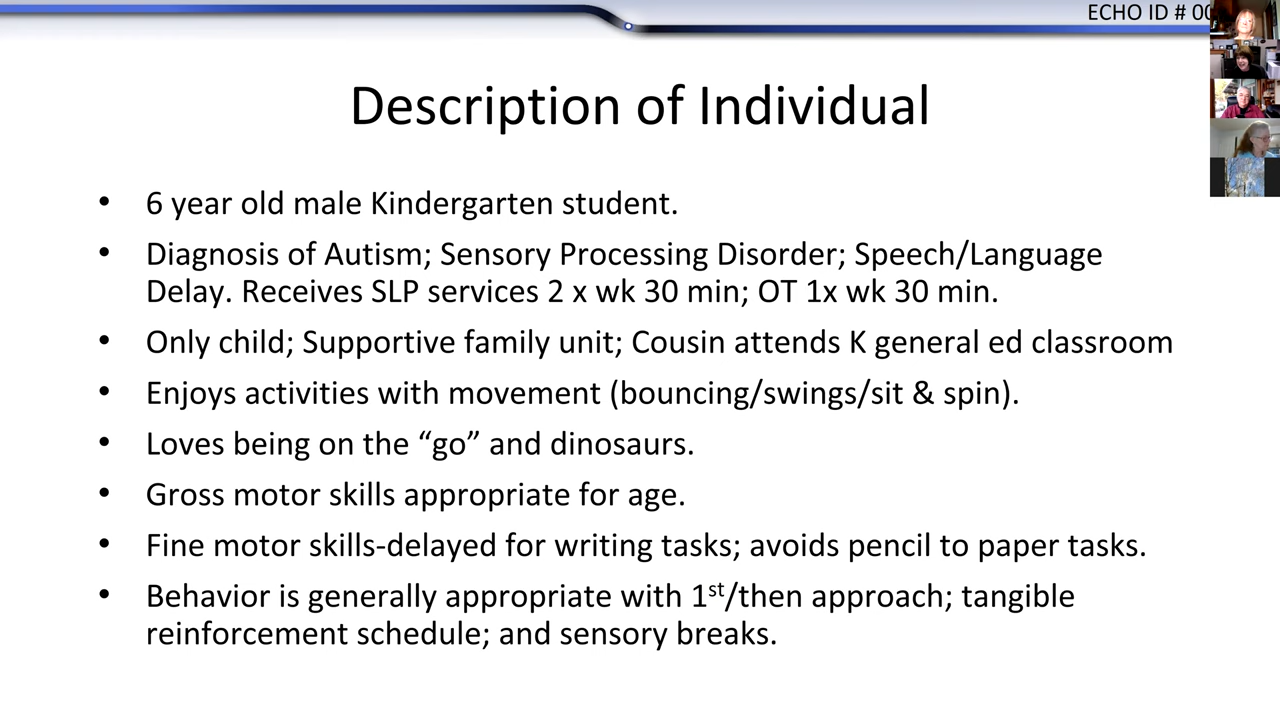 ECHO ID # 00
Description of Individual
• 6 year old male Kindergarten student.
• Diagnosis of Autism; Sensory Processing Disorder; Speech/Language
Delay. Receives SLP services 2 x wk 30 min; OT 1x wk 30 min.
• Only child; Supportive family unit; Cousin attends K general ed classroom
• Enjoys activities with movement (bouncing/swings/sit & spin).
• Loves being on the “go” and dinosaurs.
• Gross motor skills appropriate for age.
• Fine motor skills-delayed for writing tasks; avoids pencil to paper tasks.
• Behavior is generally appropriate with 1st/then approach; tangible
reinforcement schedule; and sensory breaks.